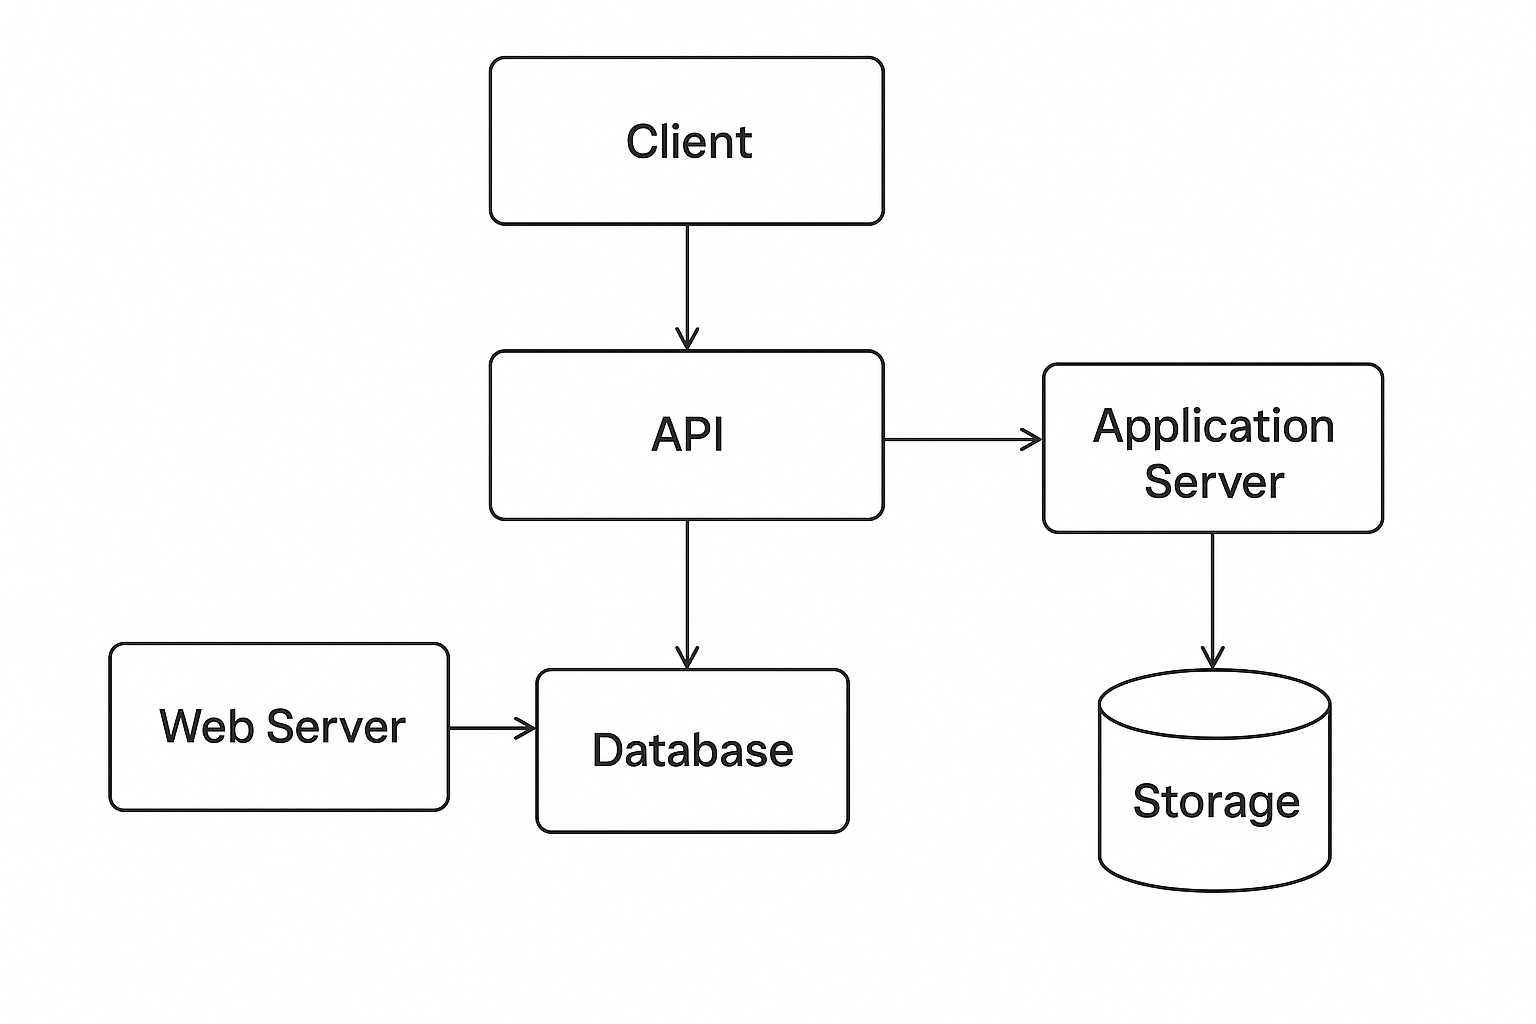 Client
API
Application
Server
Web Server
Database
Storage